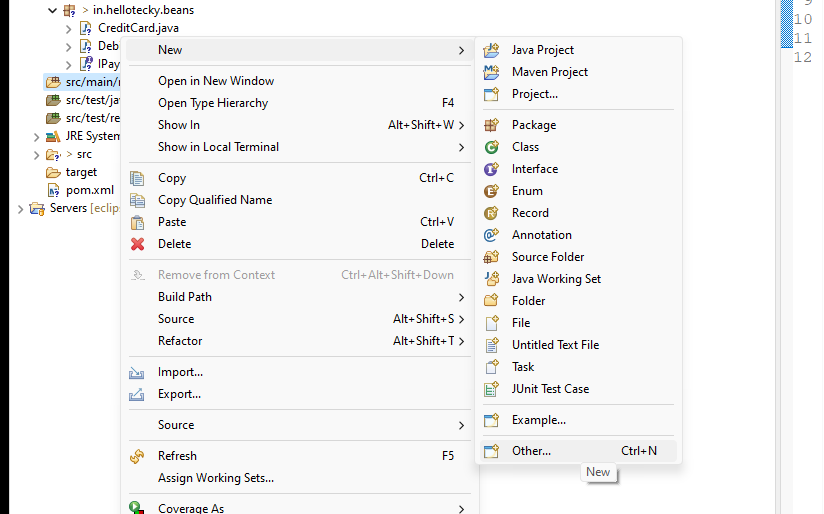 > in.hellotecky.beans
CreditCard.java
Deb
IPay
src/main/r
src/test/ja
src/test/re
JRE System
> src
target
pom.xml
Servers [eclips
New
Open in New Window
Open Type Hierarchy F4
Show In Alt+Shift+W >
Show in Local Terminal
Copy Ctrl+C
Copy Qualified Name
Paste Ctrl+V
Delete Delete
Remove from Context Ctrl+Alt+Shift+Down
Build Path
Source Alt+Shift+S >
Refactor Alt+Shift+T >
Import...
Export...
Source
Refresh F5
Assign Working Sets...
Coverage As
Java Project
Maven Project
Project...
Package
Class
Interface
Enum
Record
Annotation
Source Folder
Java Working Set
Folder
File
Untitled Text File
Task
JUnit Test Case
Example...
Other... Ctrl+N
New
10
11
12